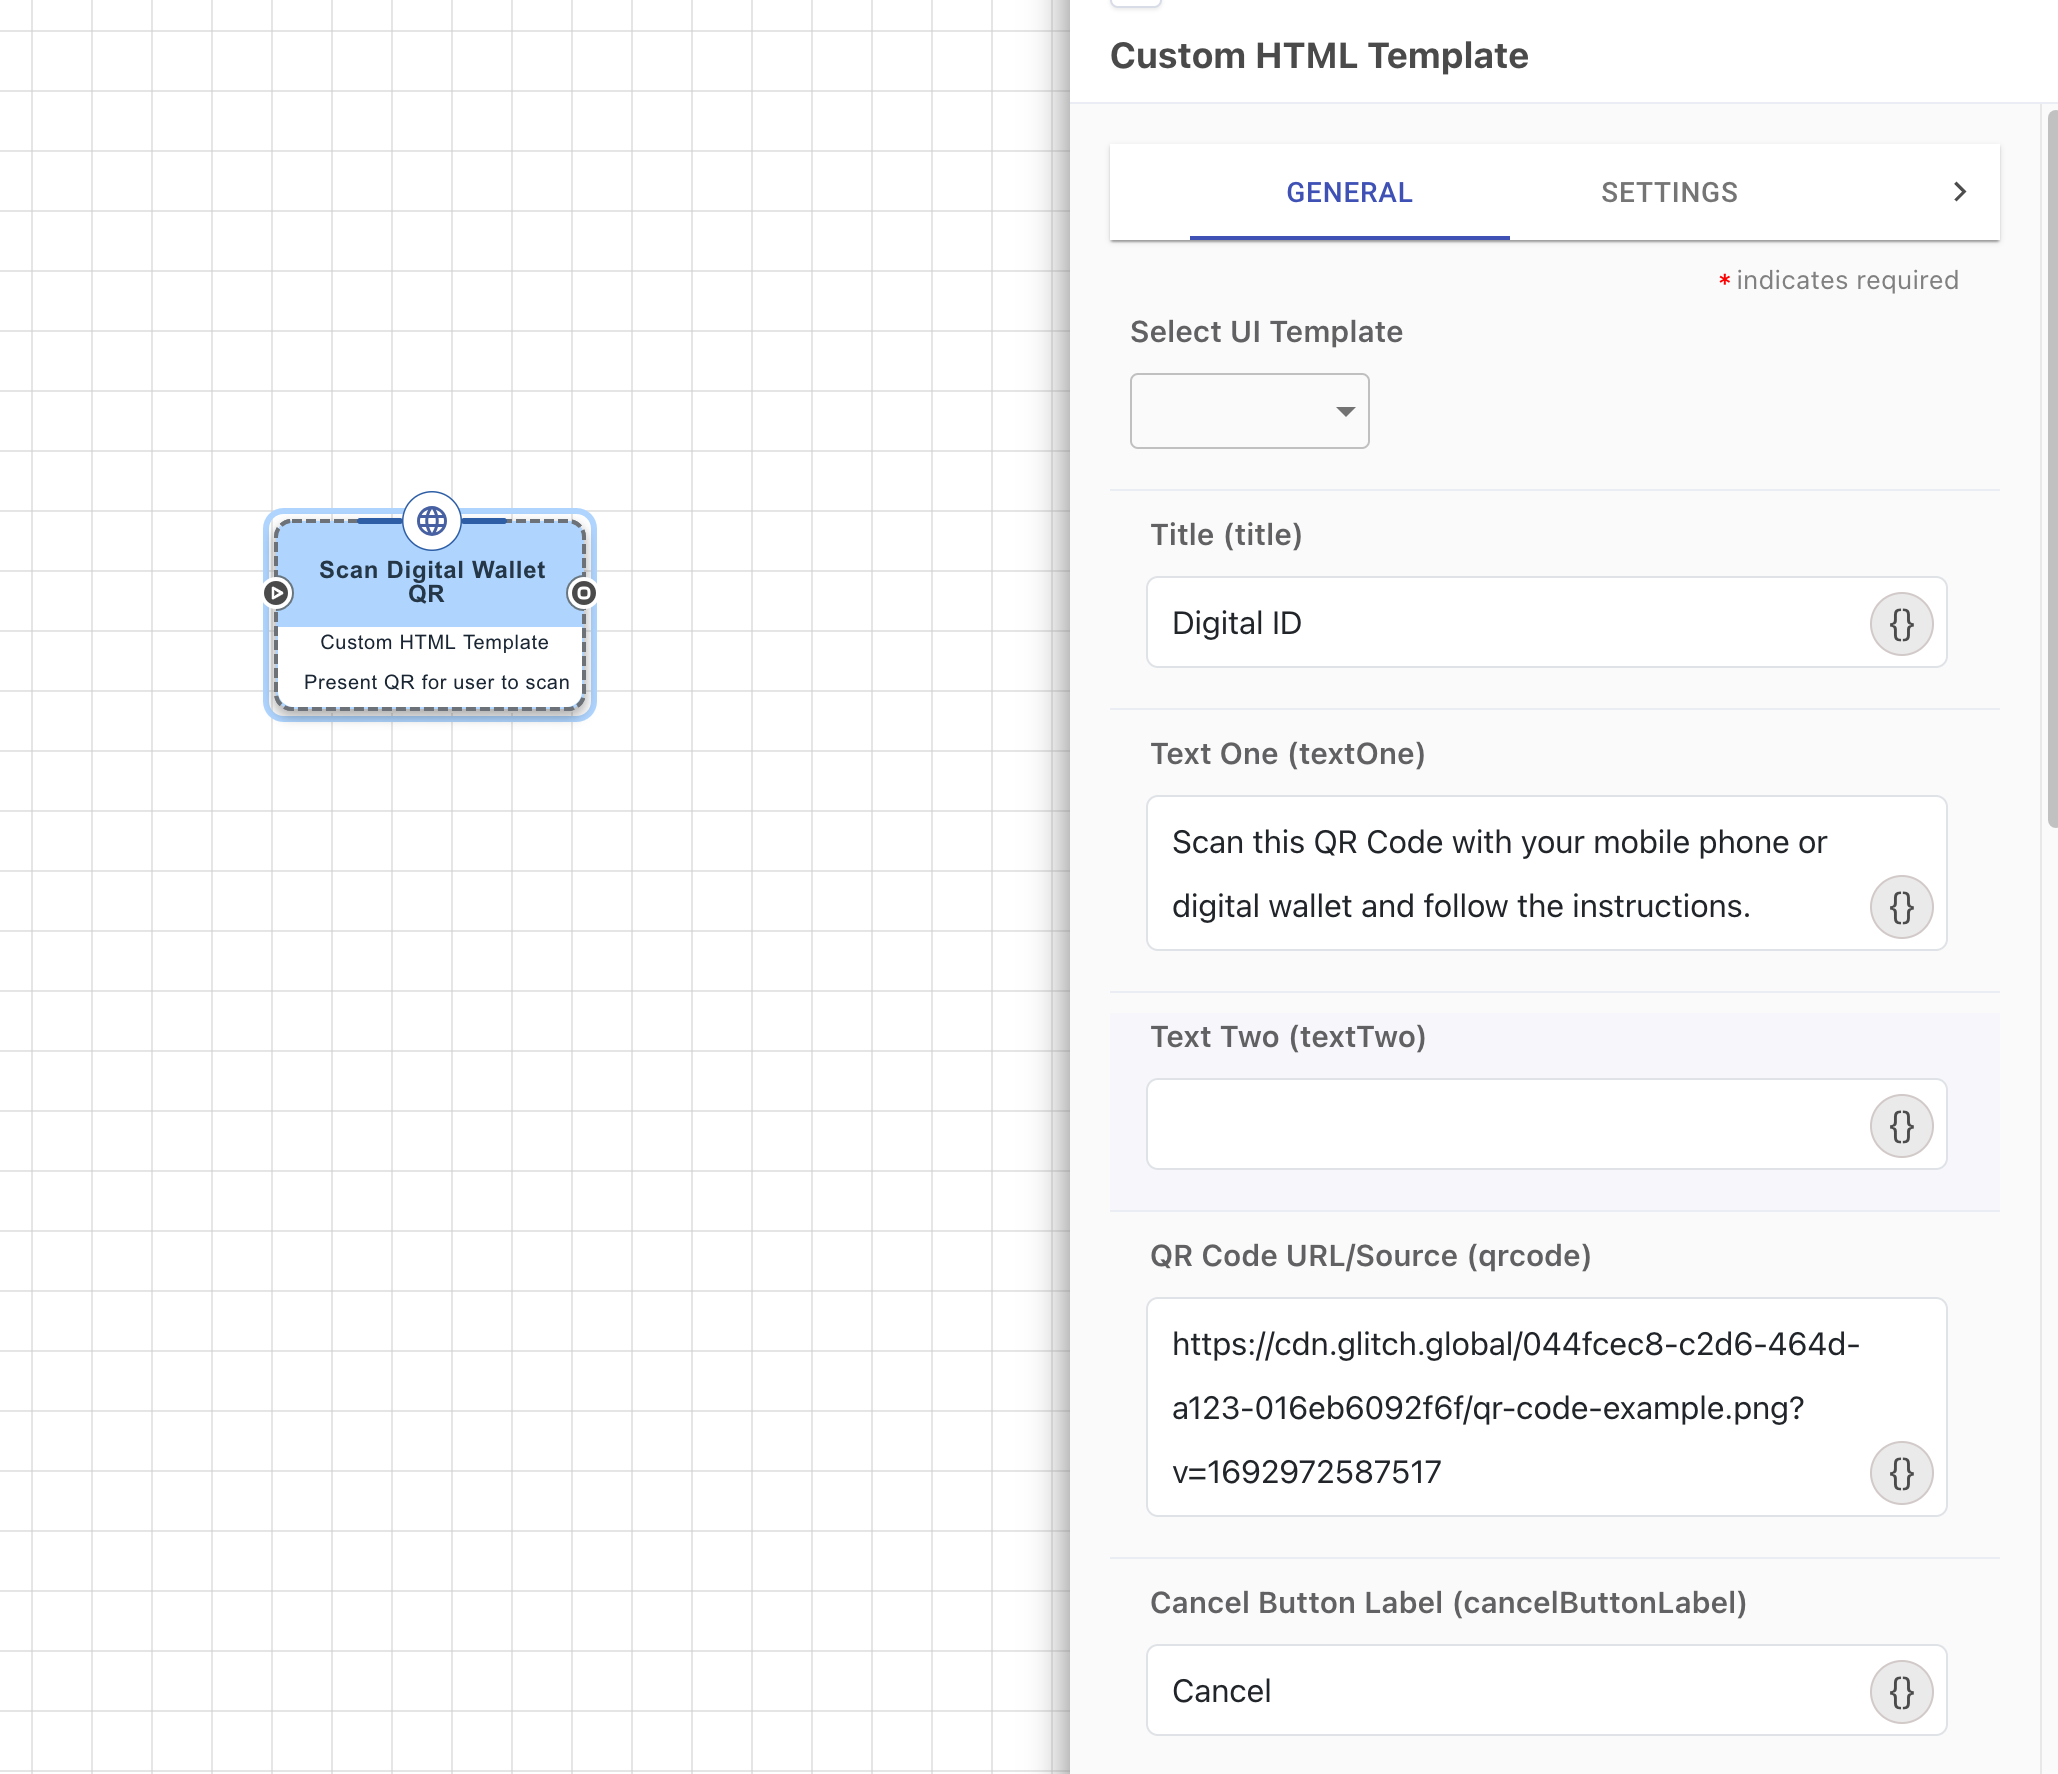 Scan Digital Wallet
QR
Custom HTML Template
Present QR for user to scan
Custom HTML Template
GENERAL
SETTINGS
* indicates required
Select UI Template
Title (title)
Digital ID
{}
Text One (textOne)
Scan this QR Code with your mobile phone or
digital wallet and follow the instructions.
{}
Text Two (textTwo)
{}
QR Code URL/Source (qrcode)
https://cdn.glitch.global/044fcec8-c2d6-464d-
a123-016eb6092f6f/qr-code-example.png?
v=1692972587517
{}
Cancel Button Label (cancelButtonLabel)
Cancel
{}